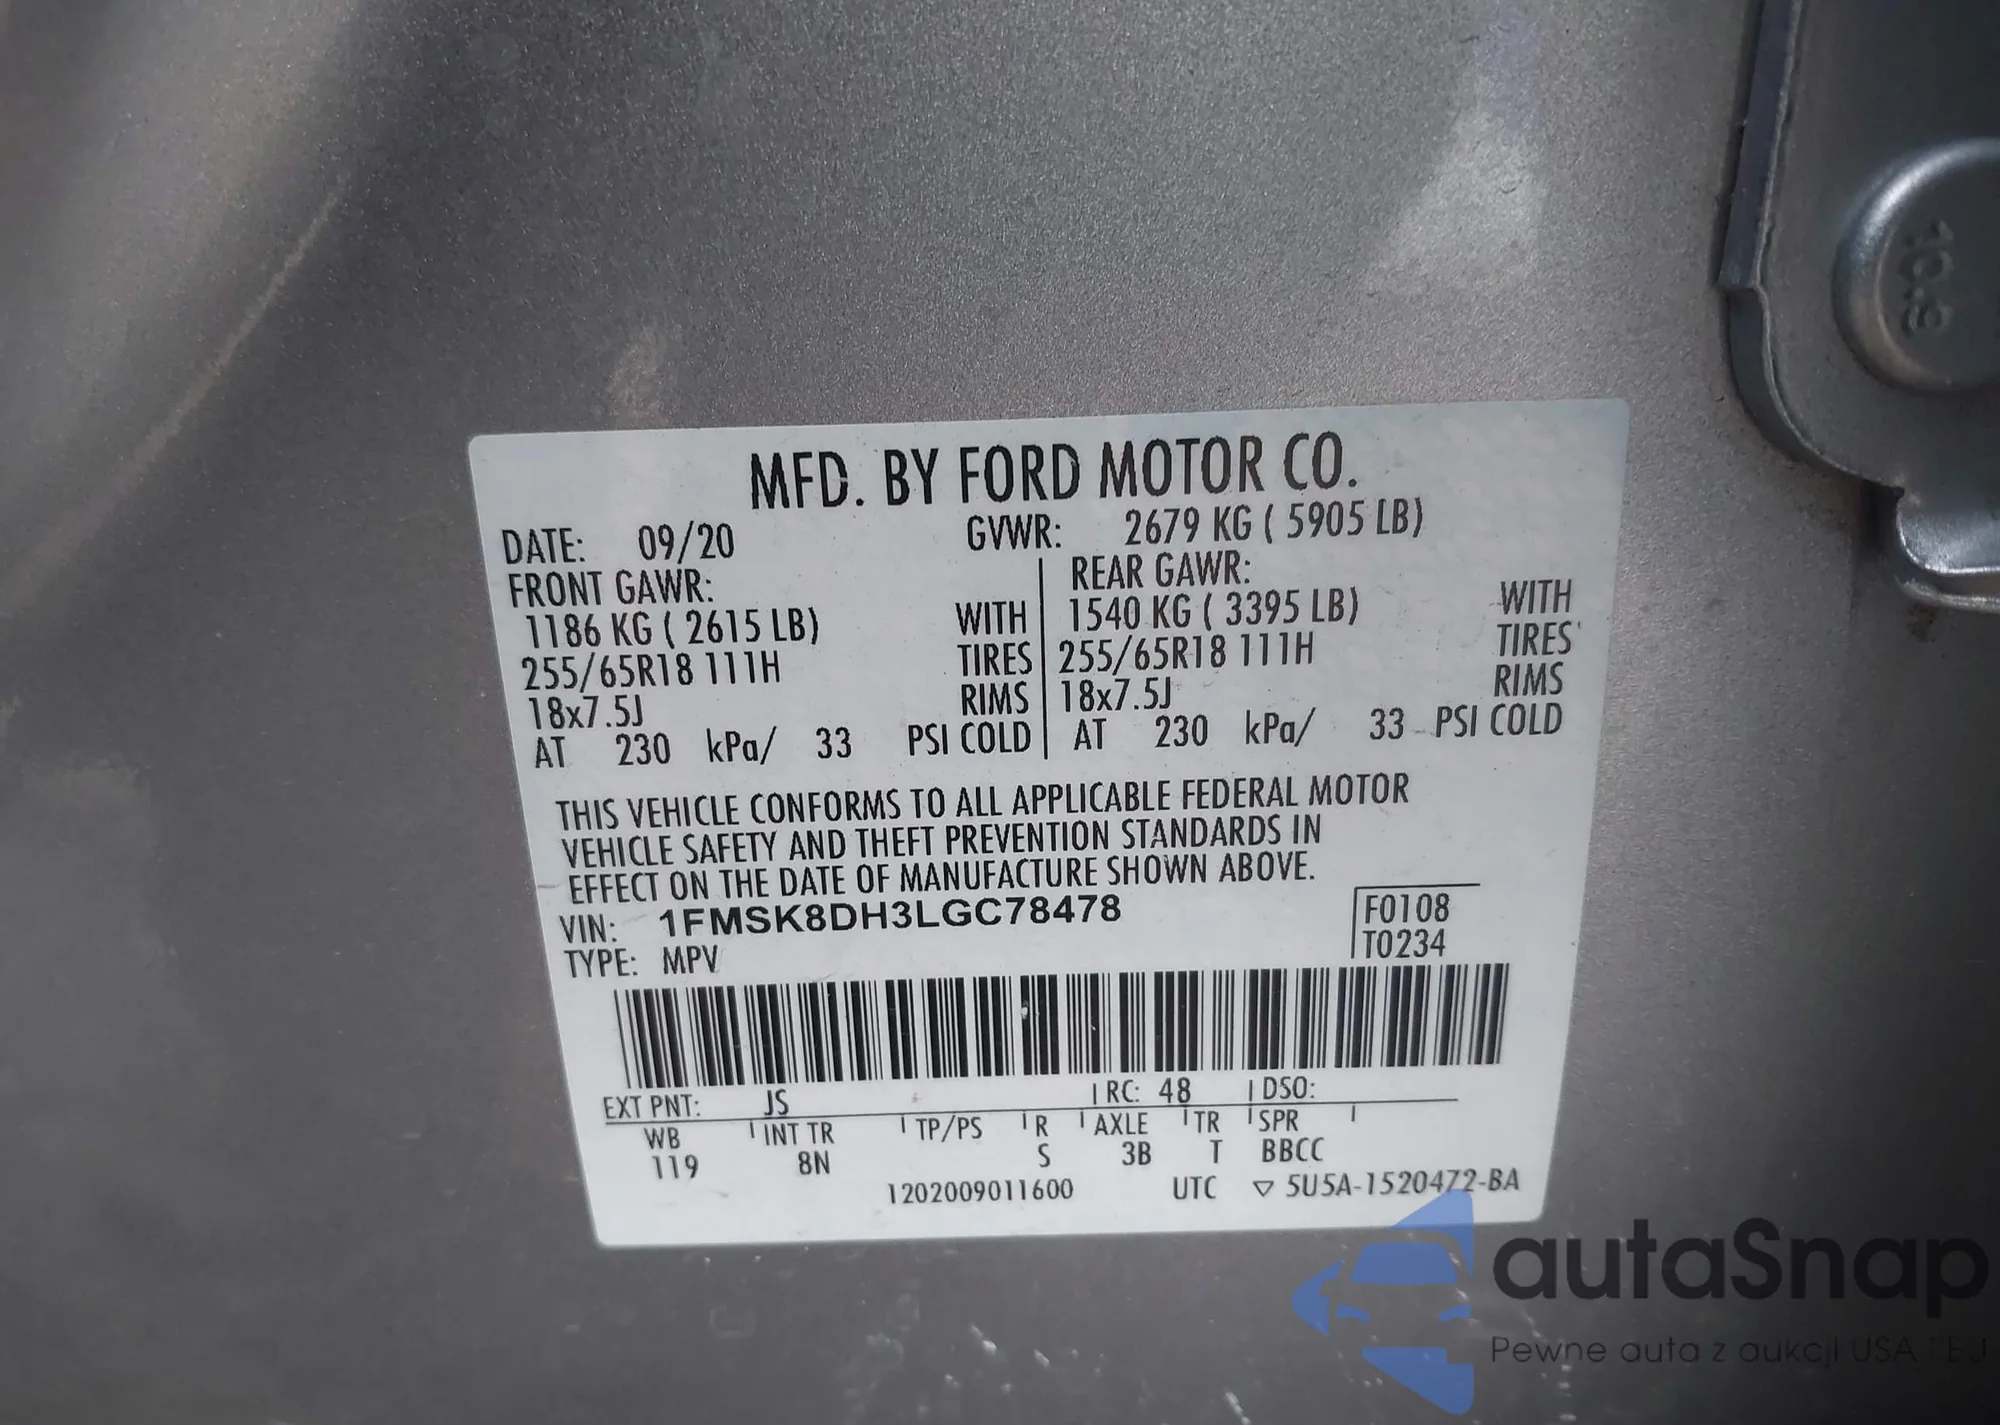 10.9
MFD. BY FORD MOTOR CO.
DATE: 09/20 GVWR: 2679 KG ( 5905 LB)
FRONT GAWR: REAR GAWR:
1186 KG ( 2615 LB) WITH 1540 KG ( 3395 LB) WITH
255/65R18 111H TIRES 255/65R18 111H TIRES
18x7.5J RIMS 18x7.5J RIMS
AT 230 kPa/ 33 PSI COLD AT 230 kPa/ 33 PSI COLD
THIS VEHICLE CONFORMS TO ALL APPLICABLE FEDERAL MOTOR
VEHICLE SAFETY AND THEFT PREVENTION STANDARDS IN
EFFECT ON THE DATE OF MANUFACTURE SHOWN ABOVE.
VIN: 1FMSK8DH3LGC78478 F0108
TYPE: MPV T0234
EXT PNT: JS RC: 48 DSO:
WB INT TR TP/PS R AXLE TR SPR
119 8N S 3B T BBCC
1202009011600 UTC ▽ 5U5A-1520472-BA
autaSnap
Pewne auta z aukcji USA i EJ